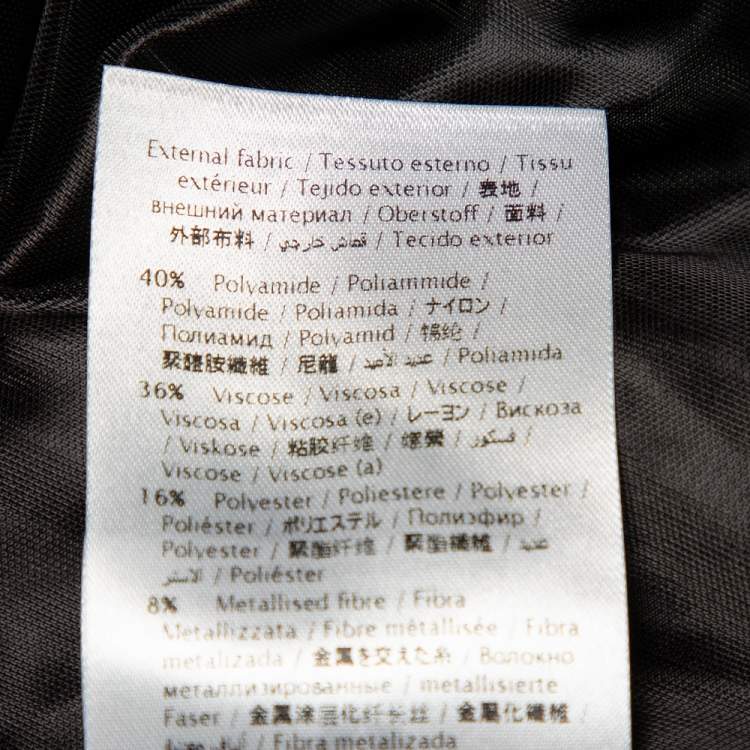 External fabric / Tessuto esterno / Tissu
extérieur / Tejido exterior / 表地 /
внешний материал / Oberstoff / 面料 /
外部布料 / قماش خارجي / Tecido exterior
40% Polyamide / Poliammide /
Polyamide / Poliamida / ナイロン /
Полиамид / Polyamid / 锦纶 /
聚醯胺纖維 / 尼龍 / عديد الأميد / Poliamida
36% Viscose / Viscosa / Viscose /
Viscosa / Viscosa (e) / レーヨン / Вискоза
/ Viskose / 粘胶纤维 / 嫘縈 / فسكوز /
Viscose / Viscose (a)
16% Polyester / Poliestere / Polyester /
Poliéster / ポリエステル / Полиэфир /
Polyester / 聚酯纤维 / 聚酯纖維 / عديد
الأستر / Poliéster
8% Metallised fibre / Fibra
Metallizzata / Fibre métallisée / Fibra
metalizada / 金属を交えた糸 / Волокно
металлизированные / metallisierte
Faser / 金属涂层化纤长丝 / 金屬化纖維 /
/ Fibra metalizada